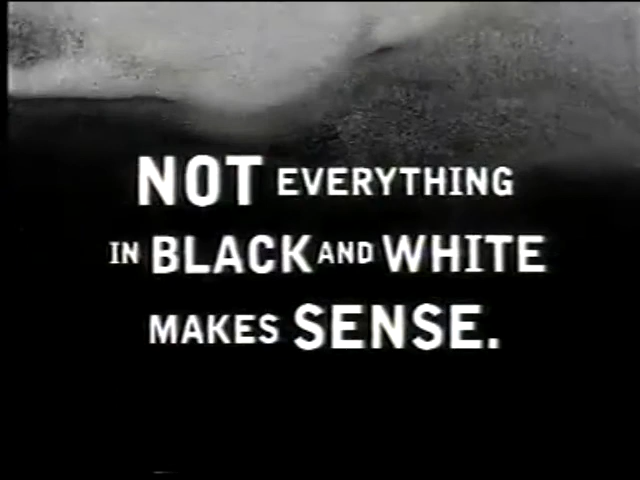 NOT EVERYTHING
IN BLACK AND WHITE
MAKES SENSE.